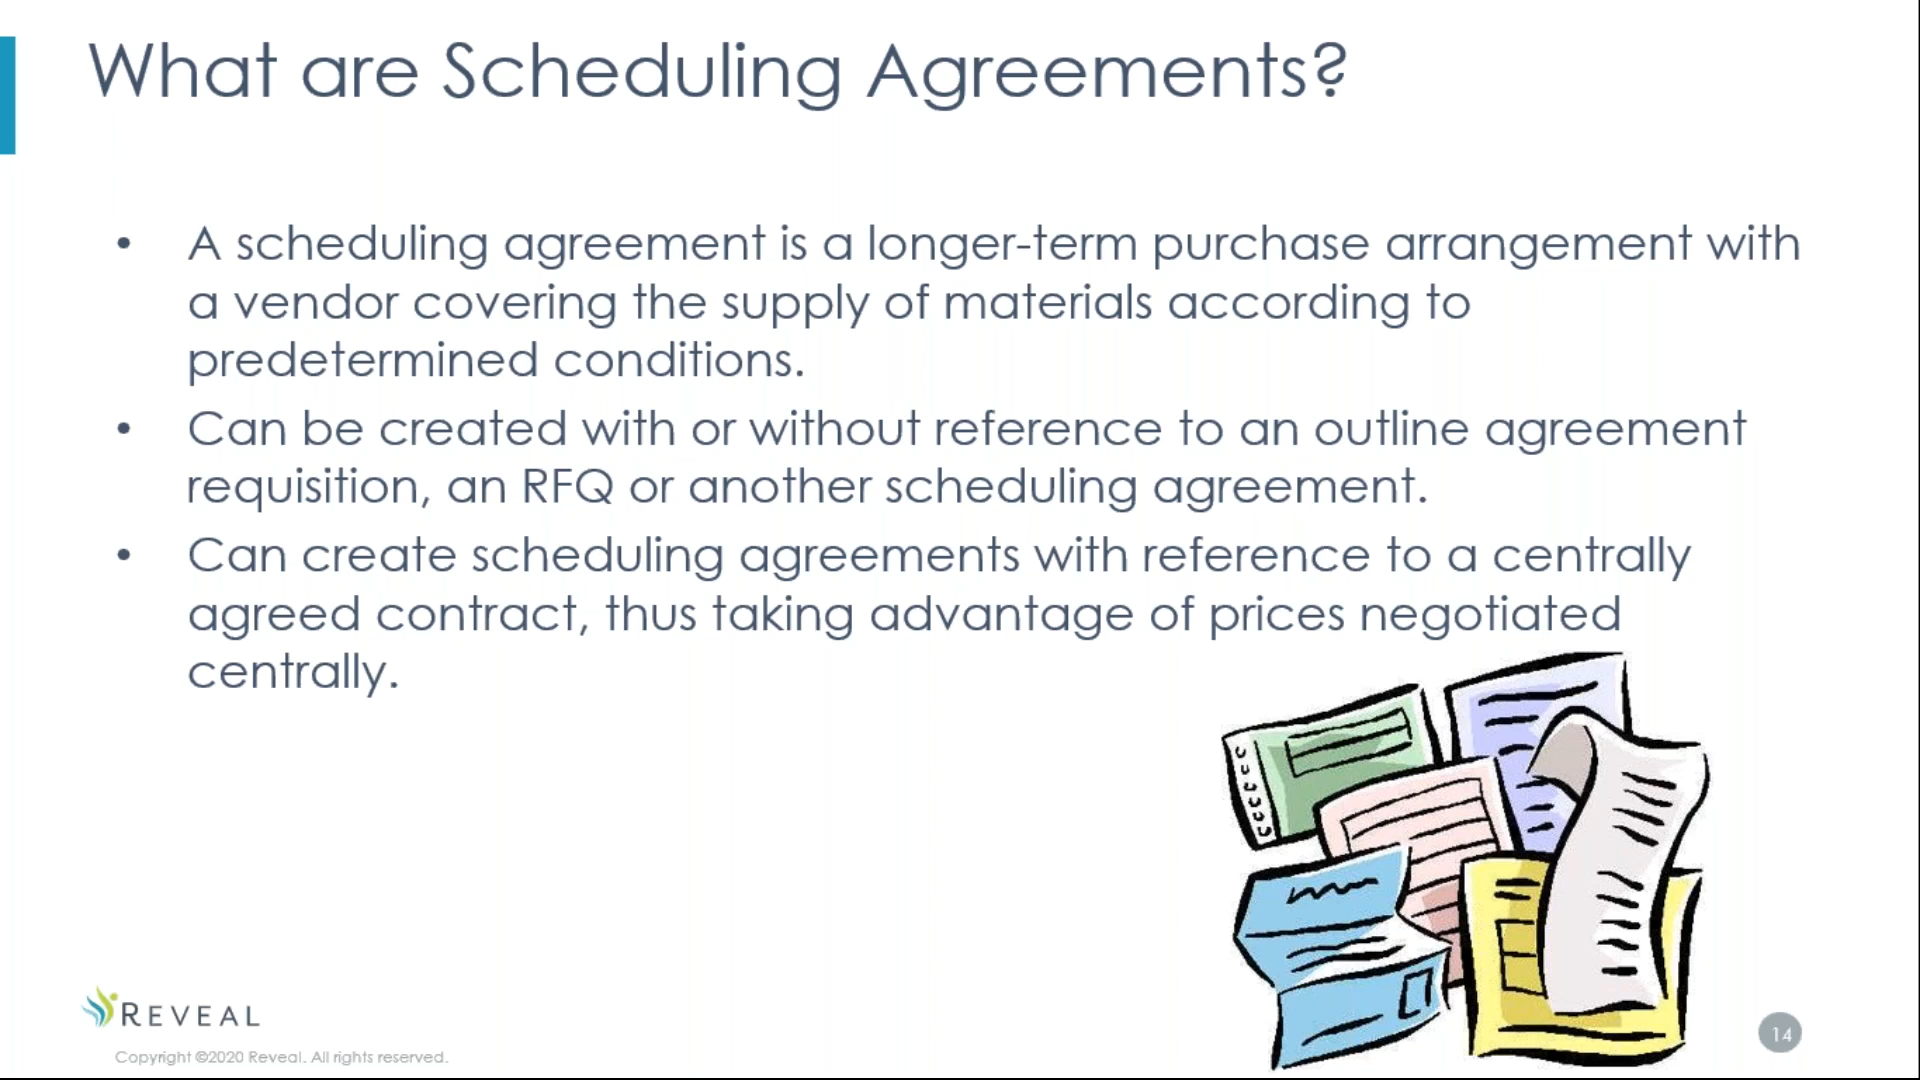 What are Scheduling Agreements?
• A scheduling agreement is a longer-term purchase arrangement with
a vendor covering the supply of materials according to
predetermined conditions.
• Can be created with or without reference to an outline agreement
requisition, an RFQ or another scheduling agreement.
• Can create scheduling agreements with reference to a centrally
agreed contract, thus taking advantage of prices negotiated
centrally.
REVEAL
Copyright ©2020 Reveal. All rights reserved.
14